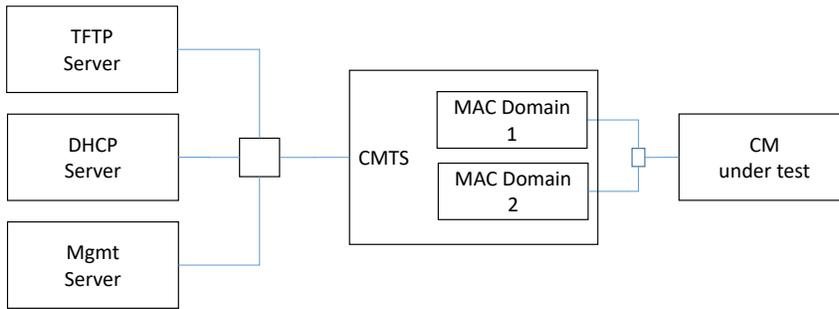 TFTP
Server
DHCP
Server
Mgmt
Server
CMTS
MAC Domain
1
MAC Domain
2
CM
under test